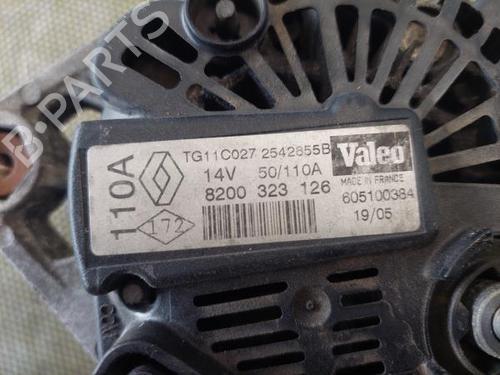 TG11C027 2542855B
Valeo
14V 50/110A
MADE IN FRANCE
8200 323 126
605100384
19/05
110A
172
B-PARTS